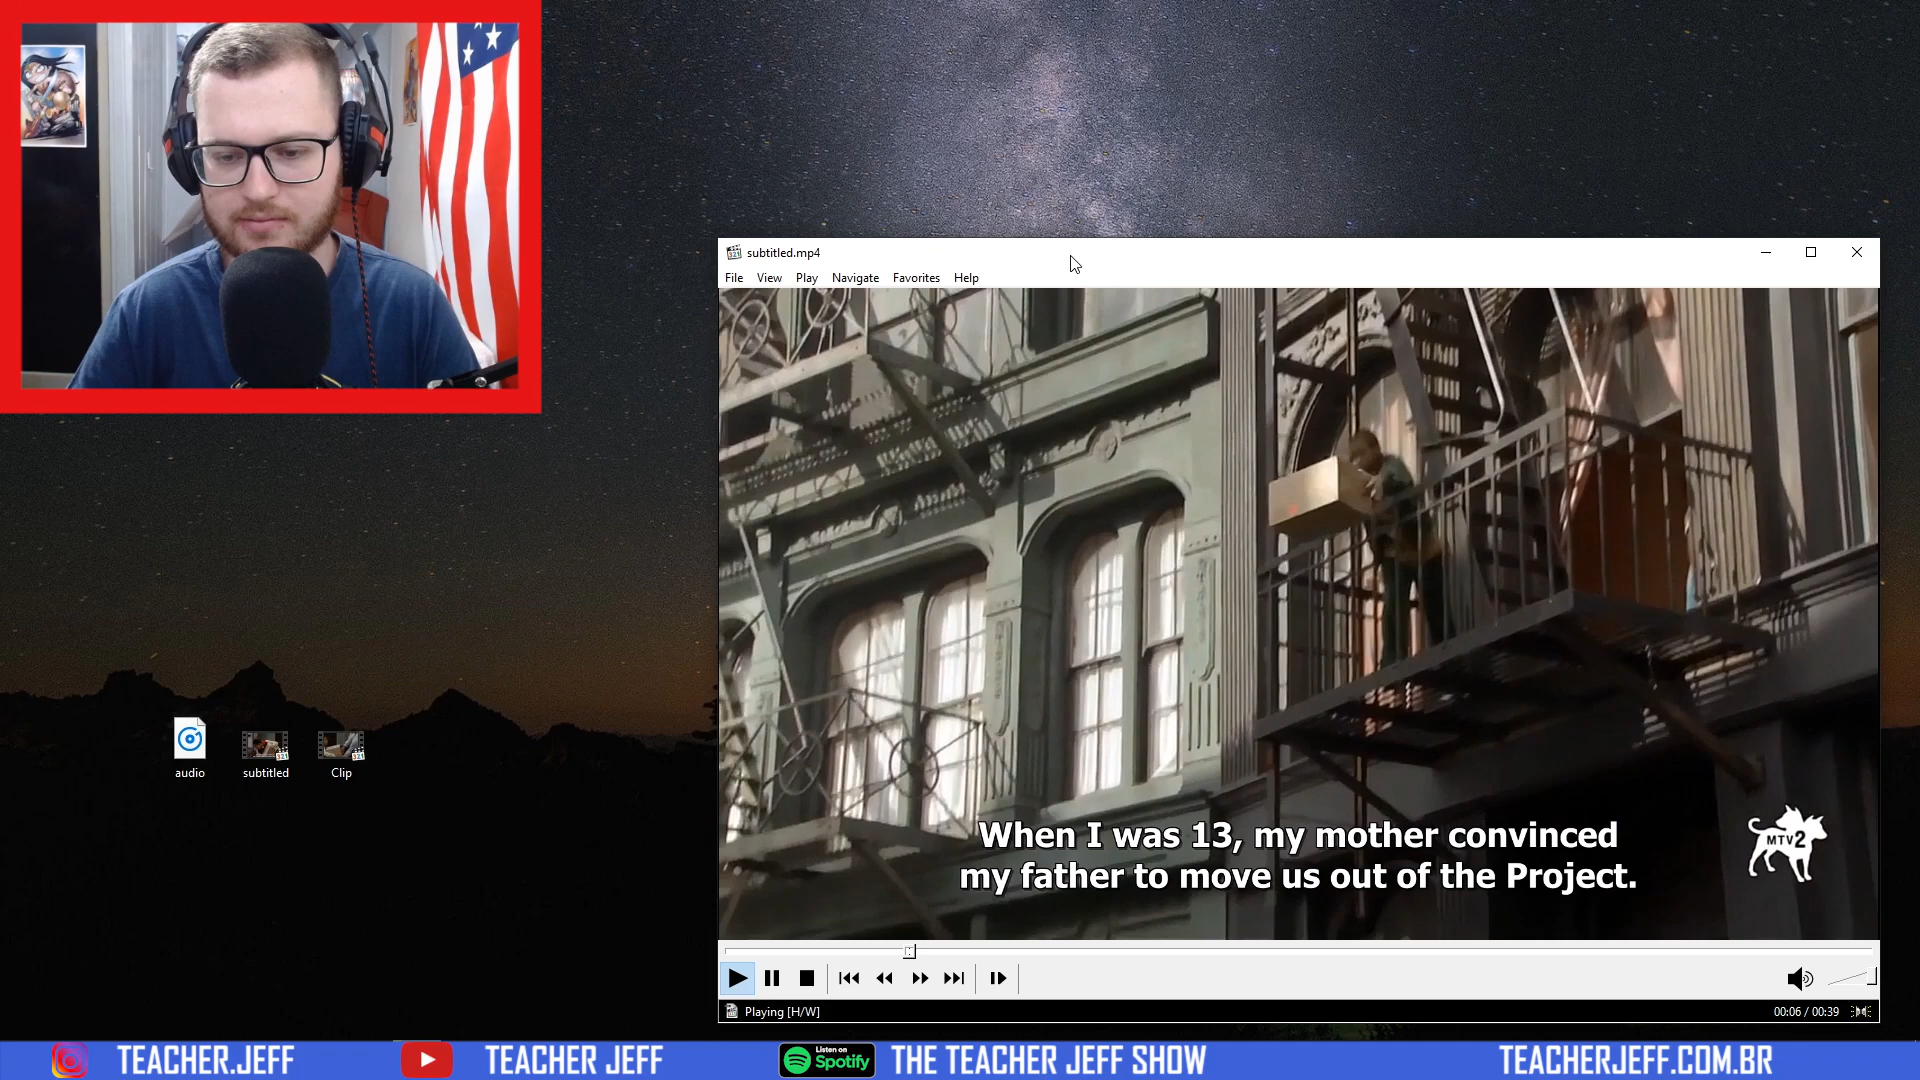 subtitled.mp4
File View Play Navigate Favorites Help
When I was 13, my mother convinced
my father to move us out of the Project.
MTV2
audio
subtitled
Clip
Playing [H/W]
00:06 / 00:39
TEACHER.JEFF
TEACHER JEFF
Listen on
Spotify
THE TEACHER JEFF SHOW
TEACHERJEFF.COM.BR